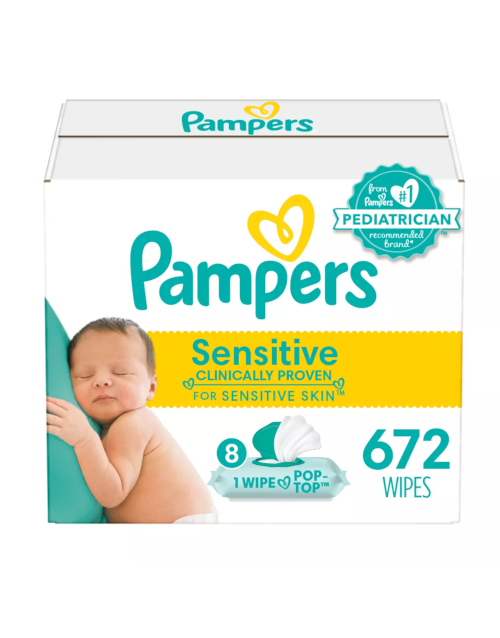 Pampers
from
Pampers #1
PEDIATRICIAN
recommended
brand*
Pampers
Sensitive
CLINICALLY PROVEN
FOR SENSITIVE SKIN™
8
1 WIPE POP-
TOP™
672
WIPES